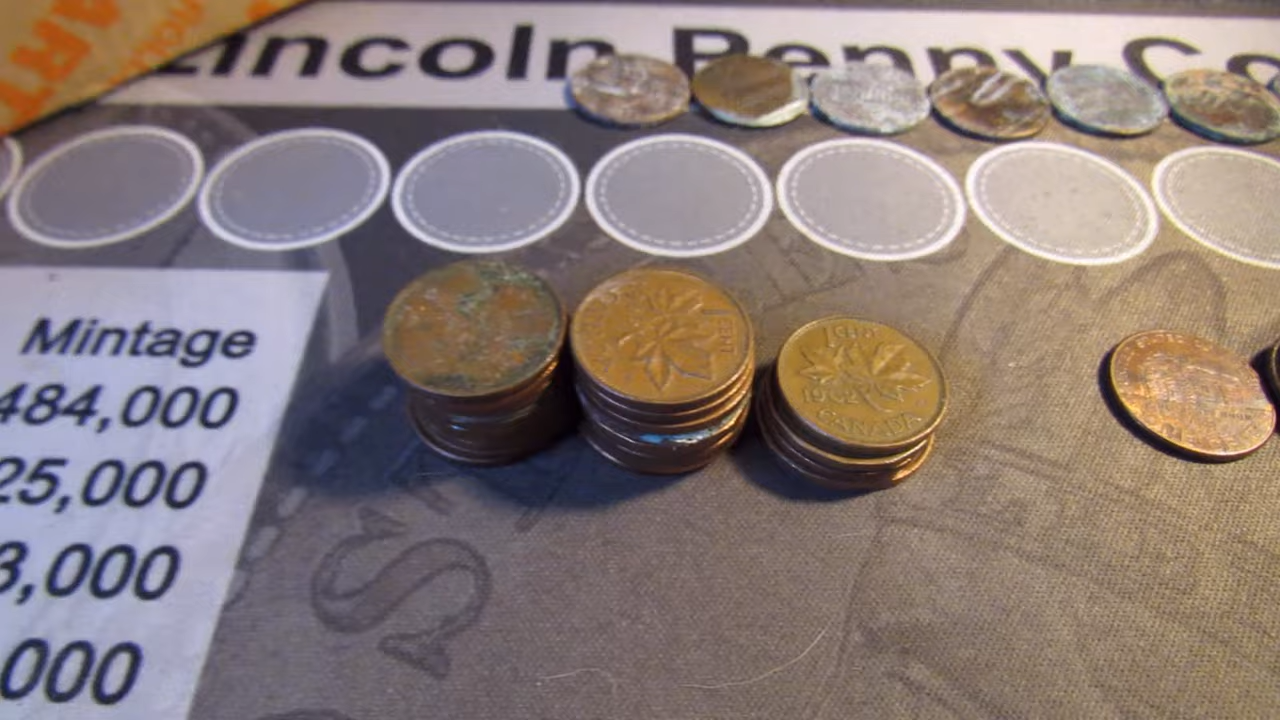 Lincoln Penny Co
Mintage
484,000
25,000
3,000
,000
1962
CANADA